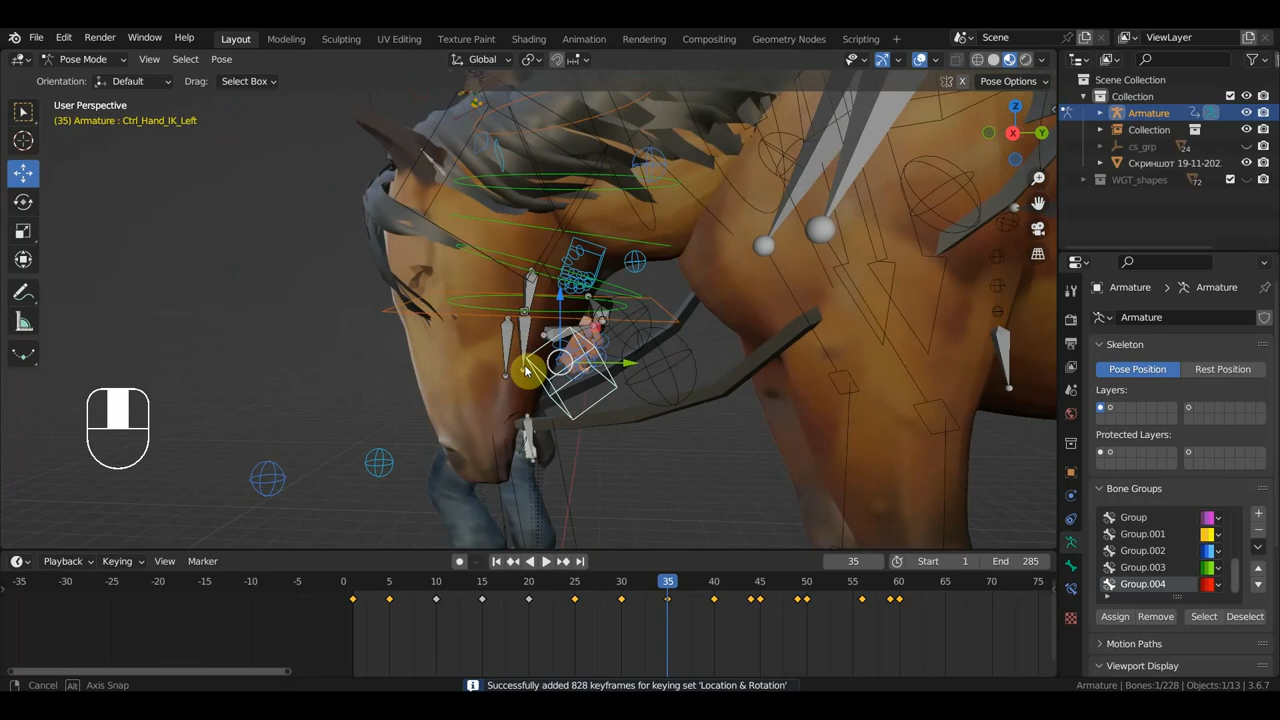 File Edit Render Window Help Layout Modeling Sculpting UV Editing Texture Paint Shading Animation Rendering Compositing Geometry Nodes Scripting + Scene ViewLayer
Pose Mode View Select Pose Global
Orientation: Default Drag: Select Box X Pose Options
User Perspective
(35) Armature : Ctrl_Hand_IK_Left
Z
X
Y
Scene Collection
Collection
Armature
Collection
cs_grp 24
Скриншот 19-11-202
WGT_shapes 72
Armature Armature
Armature
Skeleton
Pose Position Rest Position
Layers:
Protected Layers:
Bone Groups
Group
Group.001
Group.002
Group.003
Group.004
Assign Remove Select Deselect
Motion Paths
Viewport Display
Playback Keying View Marker 35 Start 1 End 285
-35 -30 -25 -20 -15 -10 -5 0 5 10 15 20 25 30 35 40 45 50 55 60 65 70 75
Cancel Alt Axis Snap Successfully added 828 keyframes for keying set 'Location & Rotation' Armature | Bones:1/228 | Objects:1/13 | 3.6.7